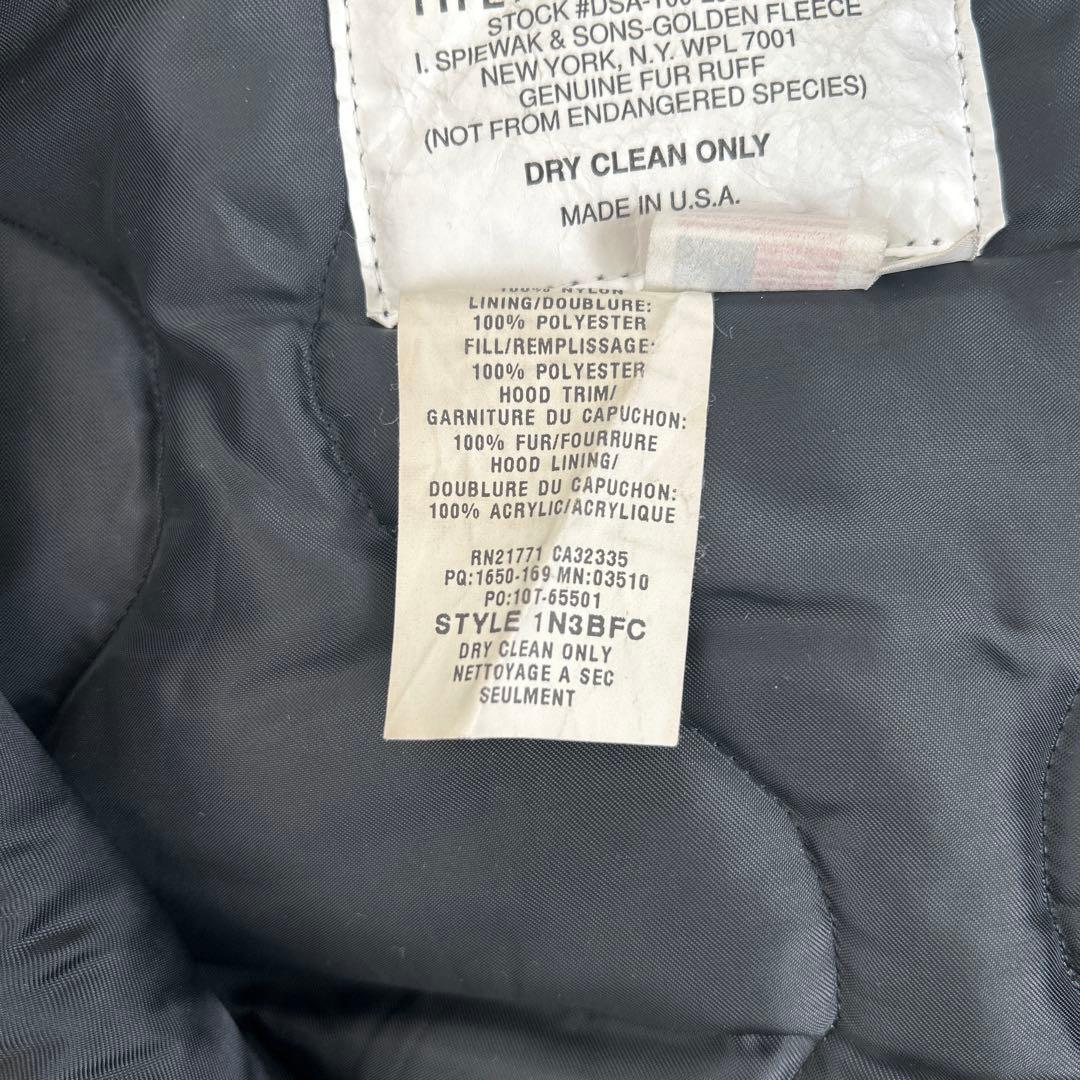 STOCK #DSA-100-
I. SPIEWAK & SONS-GOLDEN FLEECE
NEW YORK, N.Y. WPL 7001
GENUINE FUR RUFF
(NOT FROM ENDANGERED SPECIES)
DRY CLEAN ONLY
MADE IN U.S.A.
100% NYLON
LINING/DOUBLURE:
100% POLYESTER
FILL/REMPLISSAGE:
100% POLYESTER
HOOD TRIM/
GARNITURE DU CAPUCHON:
100% FUR/FOURRURE
HOOD LINING/
DOUBLURE DU CAPUCHON:
100% ACRYLIC/ACRYLIQUE
RN21771 CA32335
PQ:1650-169 MN:03510
PO:10T-65501
STYLE 1N3BFC
DRY CLEAN ONLY
NETTOYAGE A SEC
SEULMENT